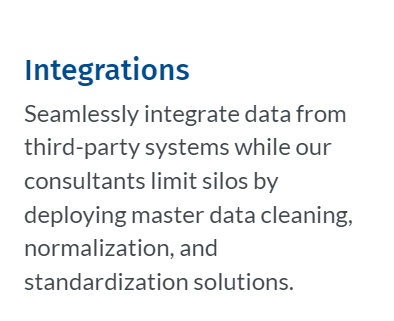 Integrations
Seamlessly integrate data from
third-party systems while our
consultants limit silos by
deploying master data cleaning,
normalization, and
standardization solutions.